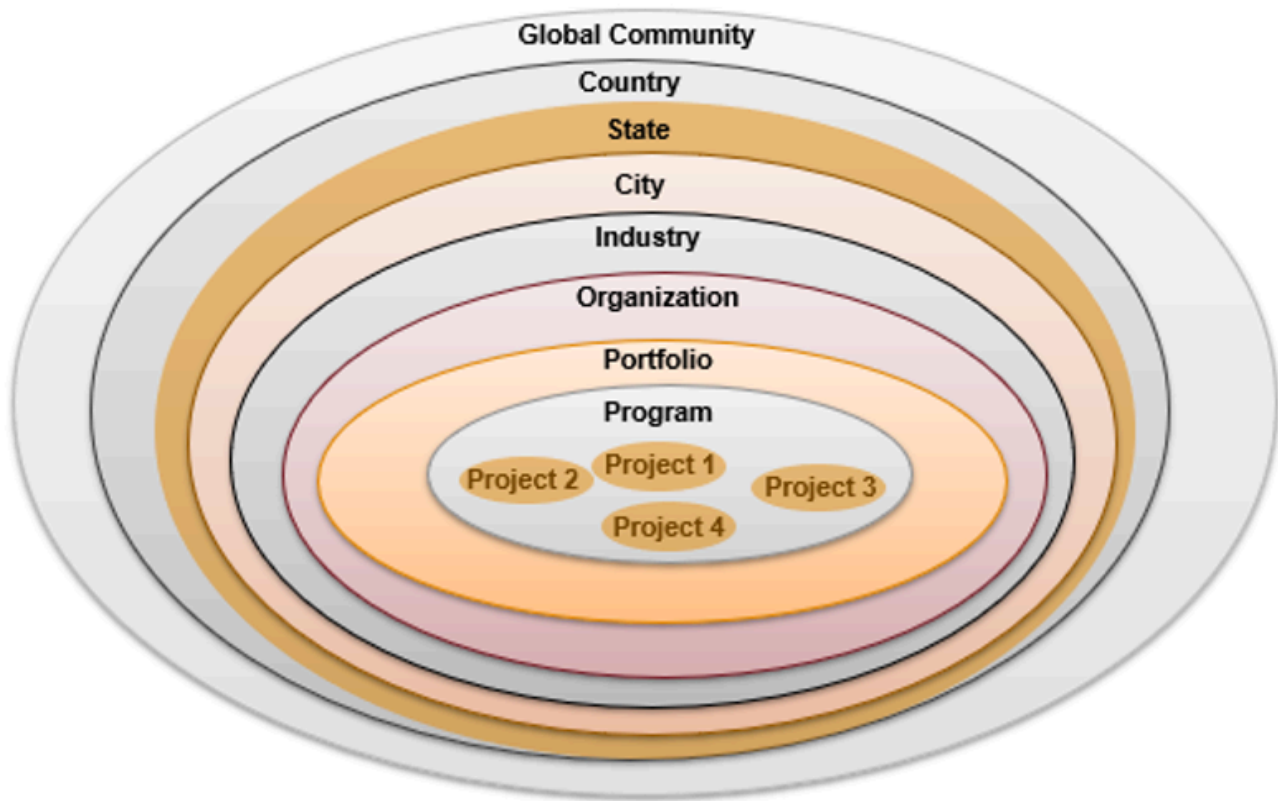 Global Community
Country
State
City
Industry
Organization
Portfolio
Program
Project 1
Project 2
Project 3
Project 4